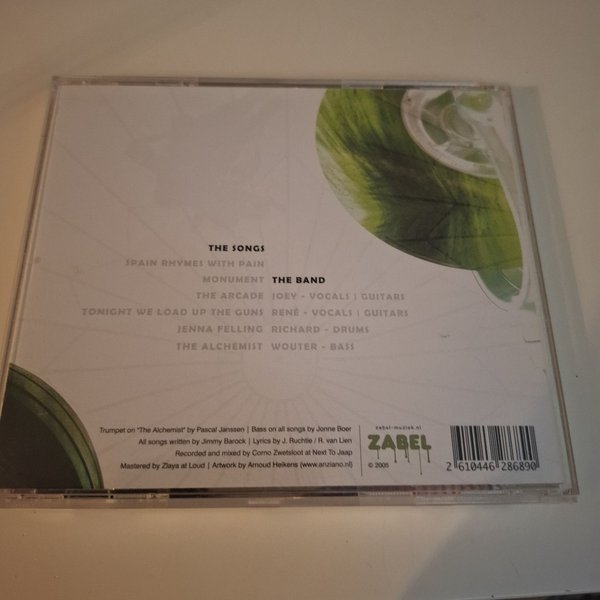 THE SONGS
SPAIN RHYMES WITH PAIN
MONUMENT
THE ARCADE
TONIGHT WE LOAD UP THE GUNS
JENNA FELLING
THE ALCHEMIST
THE BAND
JOEY - VOCALS | GUITARS
RENÉ - VOCALS | GUITARS
RICHARD - DRUMS
WOUTER - BASS
Trumpet on "The Alchemist" by Pascal Janssen | Bass on all songs by Jonne Boer
All songs written by Jimmy Barock | Lyrics by J. Ruchtie / R. van Lien
Recorded and mixed by Corno Zwetsloot at Next To Jaap
Mastered by Zlaya at Loud | Artwork by Arnoud Heikens (www.anziano.nl)
zabel-muziek.nl
ZABEL
© 2005
2 610446 286890